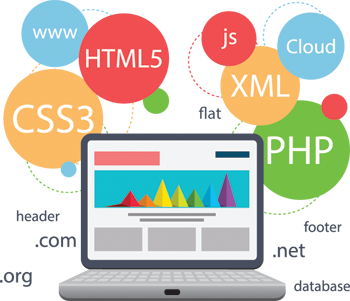 www
HTML5
js
Cloud
CSS3
XML
flat
PHP
header
footer
.com
.net
.org
database